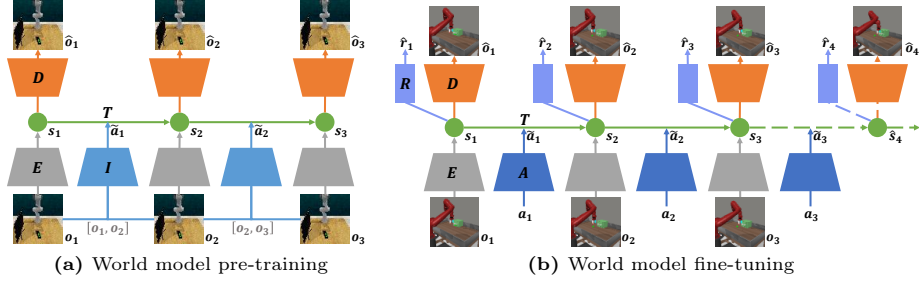 ô₁ ô₂ ô₃
D
T
s₁ ã₁ s₂ ã₂ s₃
E I
o₁ [o₁, o₂] o₂ [o₂, o₃] o₃
(a) World model pre-training
r̂₁ ô₁ r̂₂ ô₂ r̂₃ ô₃ r̂₄ ô₄
R D
T
s₁ ã₁ s₂ ã₂ s₃ ã₃ ŝ₄
E A
o₁ a₁ o₂ a₂ o₃ a₃
(b) World model fine-tuning